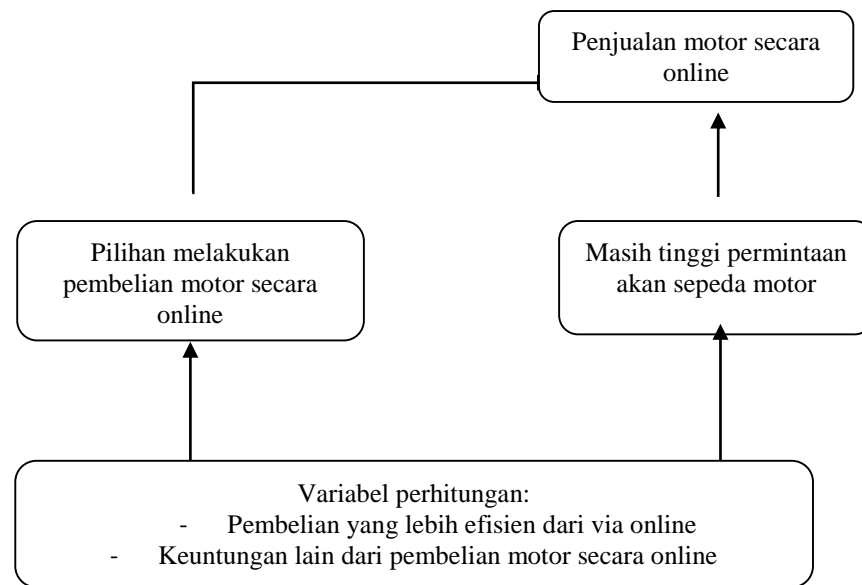 Penjualan motor secara
online
Pilihan melakukan
pembelian motor secara
online
Masih tinggi permintaan
akan sepeda motor
Variabel perhitungan:
- Pembelian yang lebih efisien dari via online
- Keuntungan lain dari pembelian motor secara online